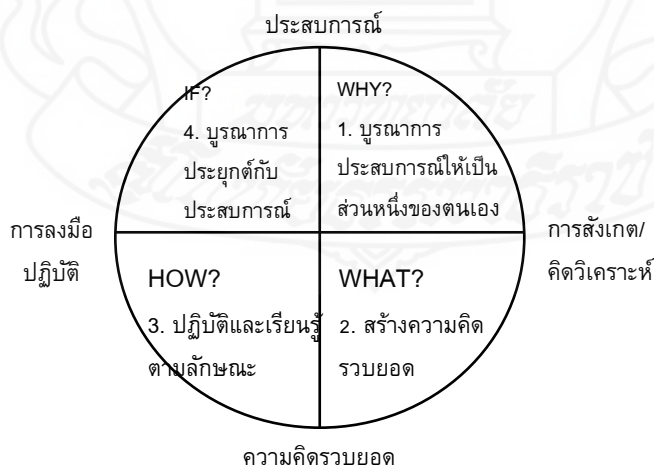 ประสบการณ์
IF?
4. บูรณาการ
ประยุกต์กับ
ประสบการณ์
WHY?
1. บูรณาการ
ประสบการณ์ให้เป็น
ส่วนหนึ่งของตนเอง
การลงมือ
ปฏิบัติ
การสังเกต/
คิดวิเคราะห์
HOW?
3. ปฏิบัติและเรียนรู้
ตามลักษณะ
WHAT?
2. สร้างความคิด
รวบยอด
ความคิดรวบยอด